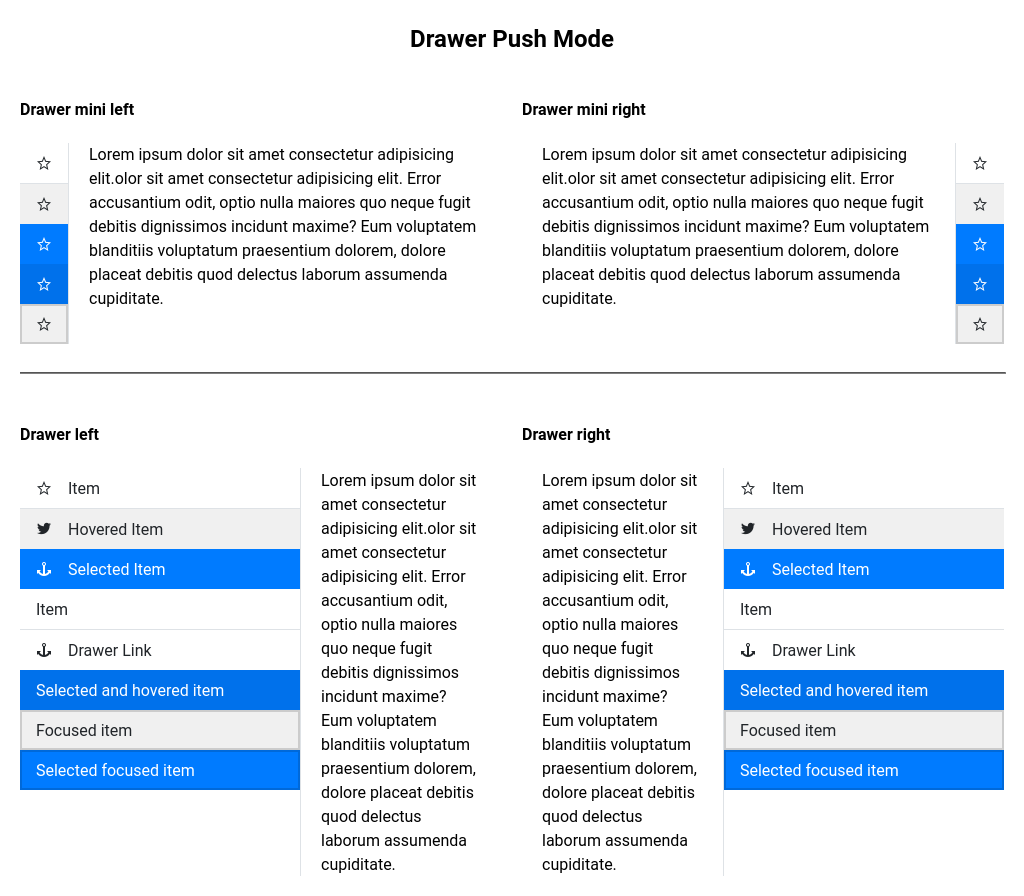 Drawer Push Mode
Drawer mini left
Lorem ipsum dolor sit amet consectetur adipisicing
elit.olor sit amet consectetur adipisicing elit. Error
accusantium odit, optio nulla maiores quo neque fugit
debitis dignissimos incidunt maxime? Eum voluptatem
blanditiis voluptatum praesentium dolorem, dolore
placeat debitis quod delectus laborum assumenda
cupiditate.
Drawer mini right
Lorem ipsum dolor sit amet consectetur adipisicing
elit.olor sit amet consectetur adipisicing elit. Error
accusantium odit, optio nulla maiores quo neque fugit
debitis dignissimos incidunt maxime? Eum voluptatem
blanditiis voluptatum praesentium dolorem, dolore
placeat debitis quod delectus laborum assumenda
cupiditate.
Drawer left
Item
Hovered Item
Selected Item
Item
Drawer Link
Selected and hovered item
Focused item
Selected focused item
Lorem ipsum dolor sit
amet consectetur
adipisicing elit.olor sit
amet consectetur
adipisicing elit. Error
accusantium odit,
optio nulla maiores
quo neque fugit
debitis dignissimos
incidunt maxime?
Eum voluptatem
blanditiis voluptatum
praesentium dolorem,
dolore placeat debitis
quod delectus
laborum assumenda
cupiditate.
Drawer right
Lorem ipsum dolor sit
amet consectetur
adipisicing elit.olor sit
amet consectetur
adipisicing elit. Error
accusantium odit,
optio nulla maiores
quo neque fugit
debitis dignissimos
incidunt maxime?
Eum voluptatem
blanditiis voluptatum
praesentium dolorem,
dolore placeat debitis
quod delectus
laborum assumenda
cupiditate.
Item
Hovered Item
Selected Item
Item
Drawer Link
Selected and hovered item
Focused item
Selected focused item